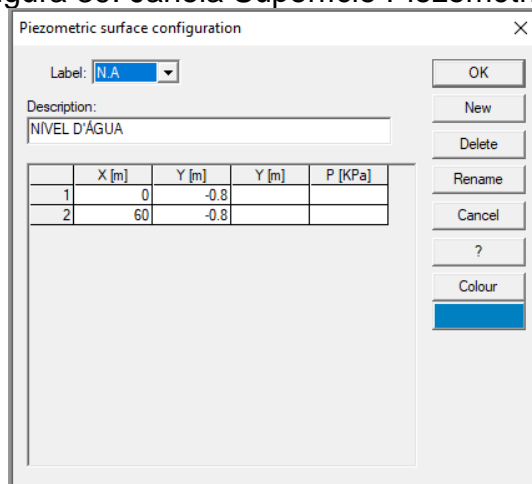 Piezometric surface configuration
Label: N.A
OK
Description:
New
NÍVEL D'ÁGUA
Delete
X [m] Y [m] Y [m] P [KPa]
Rename
1 0 -0.8
2 60 -0.8
Cancel
?
Colour